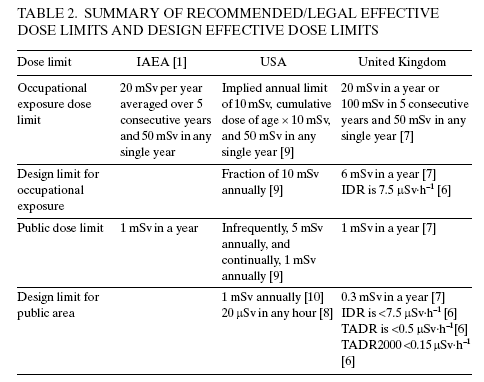 TABLE 2. SUMMARY OF RECOMMENDED/LEGAL EFFECTIVE
DOSE LIMITS AND DESIGN EFFECTIVE DOSE LIMITS
Dose limit IAEA [1] USA United Kingdom
Occupational 20 mSv per year Implied annual limit 20 mSv in a year or
exposure dose averaged over 5 of 10 mSv, cumulative 100 mSv in 5 consecutive
limit consecutive years dose of age × 10 mSv, years and 50 mSv in any
and 50 mSv in any and 50 mSv in any single year [7]
single year single year [9]
Design limit for Fraction of 10 mSv 6 mSv in a year [7]
occupational annually [9] IDR is 7.5 μSv·h⁻¹ [6]
exposure
Public dose limit 1 mSv in a year Infrequently, 5 mSv 1 mSv in a year [7]
annually, and
continually, 1 mSv
annually [9]
Design limit for 1 mSv annually [10] 0.3 mSv in a year [7]
public area 20 μSv in any hour [8] IDR is <7.5 μSv·h⁻¹ [6]
TADR is <0.5 μSv·h⁻¹[6]
TADR2000 <0.15 μSv·h⁻¹
[6]